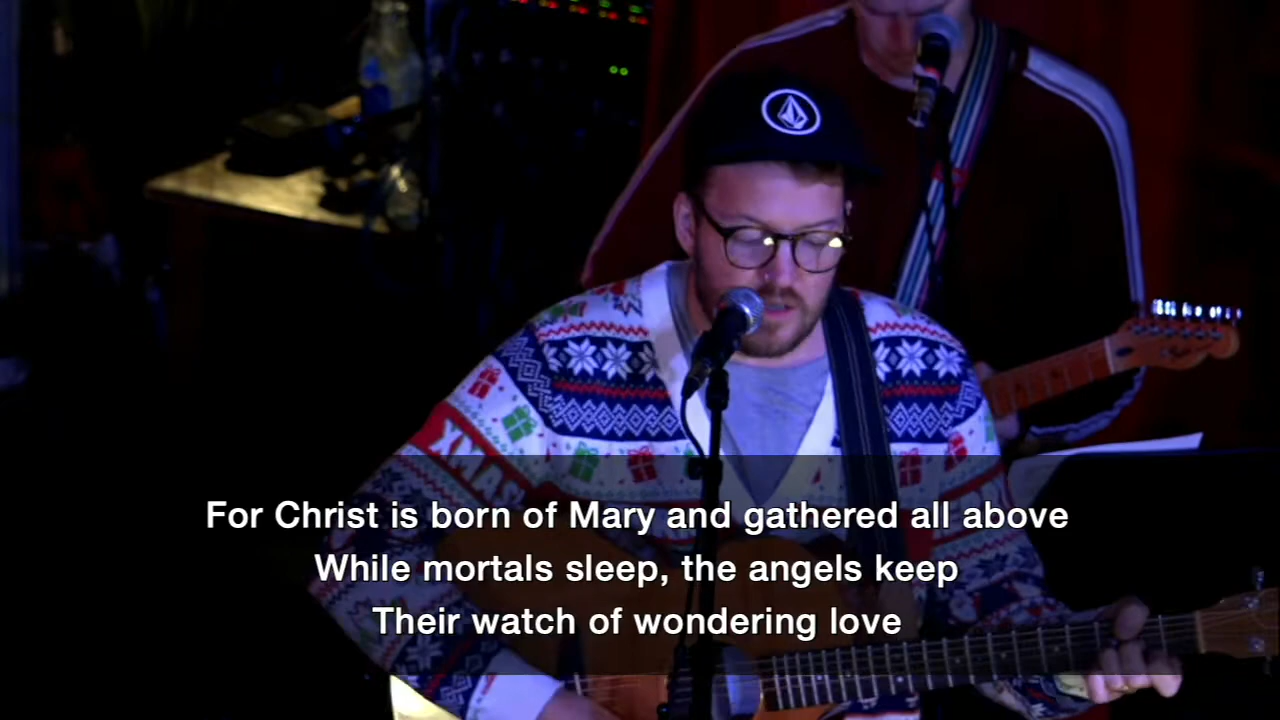 XMAS
For Christ is born of Mary and gathered all above
While mortals sleep, the angels keep
Their watch of wondering love